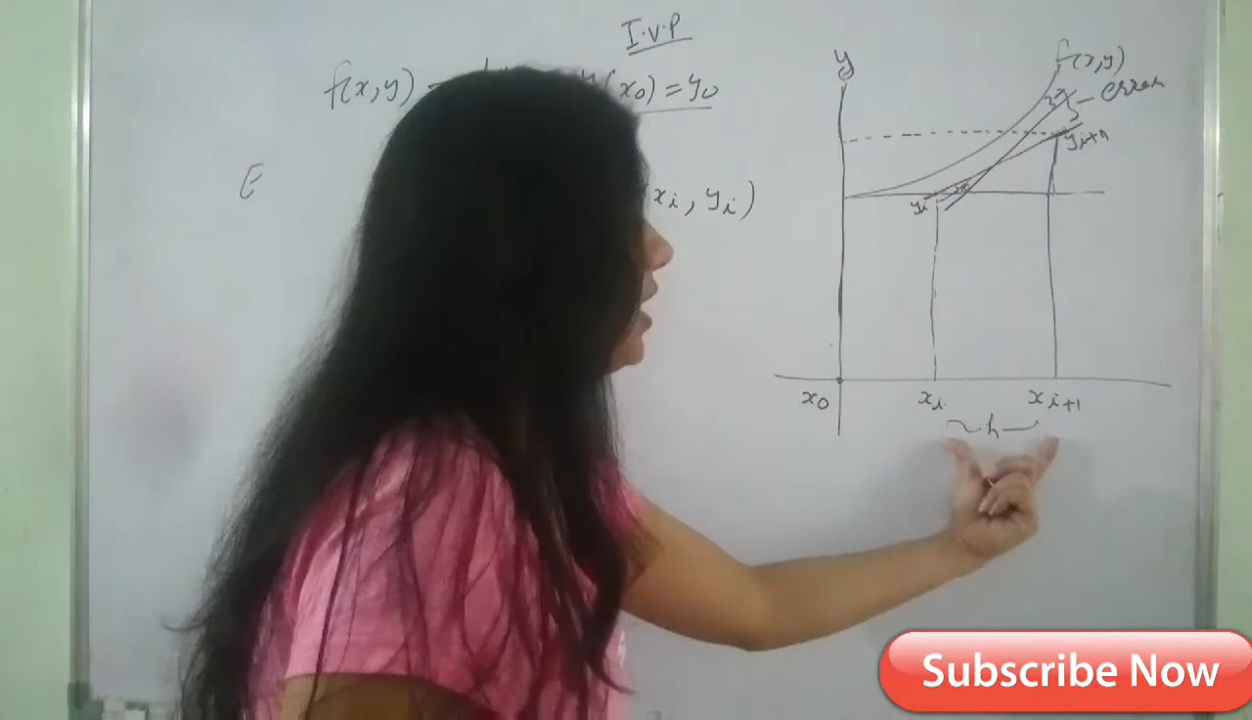 I.V.P
f(x,y) (x₀) = y₀
E
xᵢ, yᵢ)
y
f(x,y)
error
yᵢ₊₁
yᵢ
x₀ xᵢ xᵢ₊₁
h
Subscribe Now